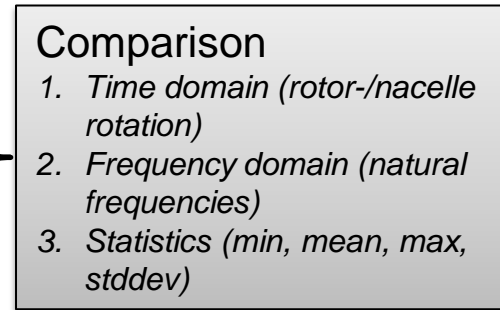 Comparison
1. Time domain (rotor-/nacelle
rotation)
2. Frequency domain (natural
frequencies)
3. Statistics (min, mean, max,
stddev)